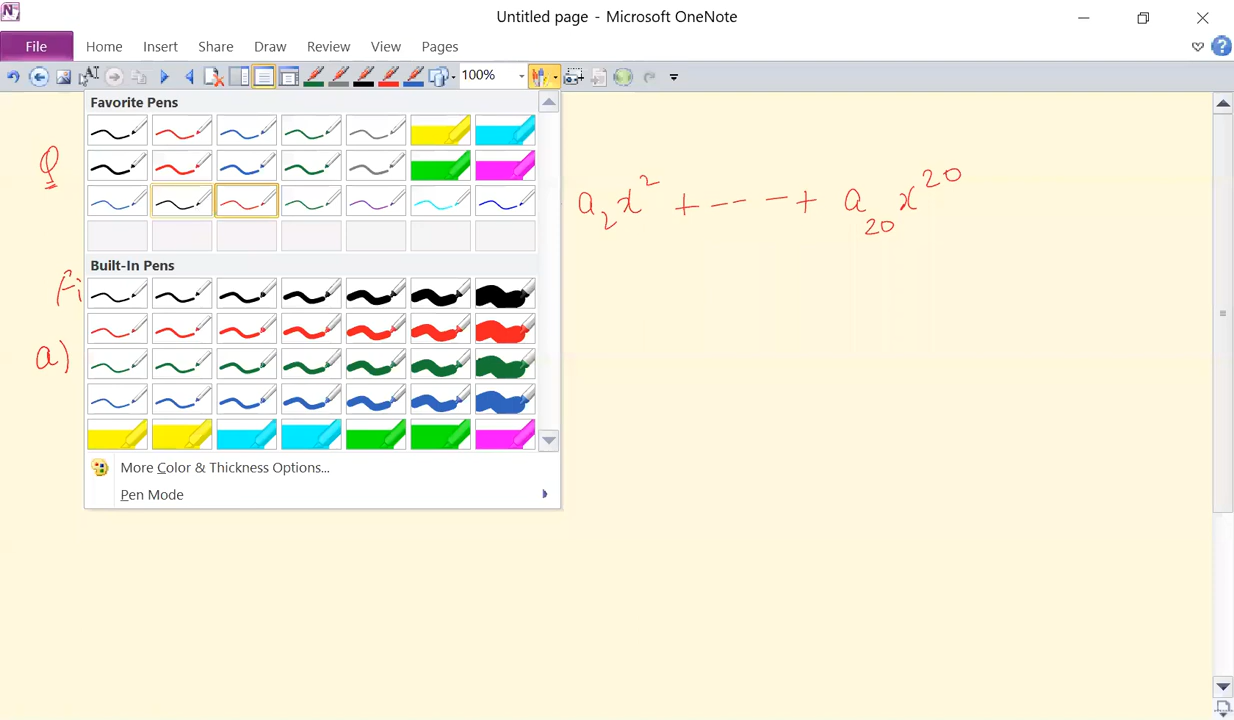 Untitled page - Microsoft OneNote
File Home Insert Share Draw Review View Pages
100%
Favorite Pens
Q a₂x² + --- + a₂₀x²⁰
Built-In Pens
Fi
a)
More Color & Thickness Options...
Pen Mode